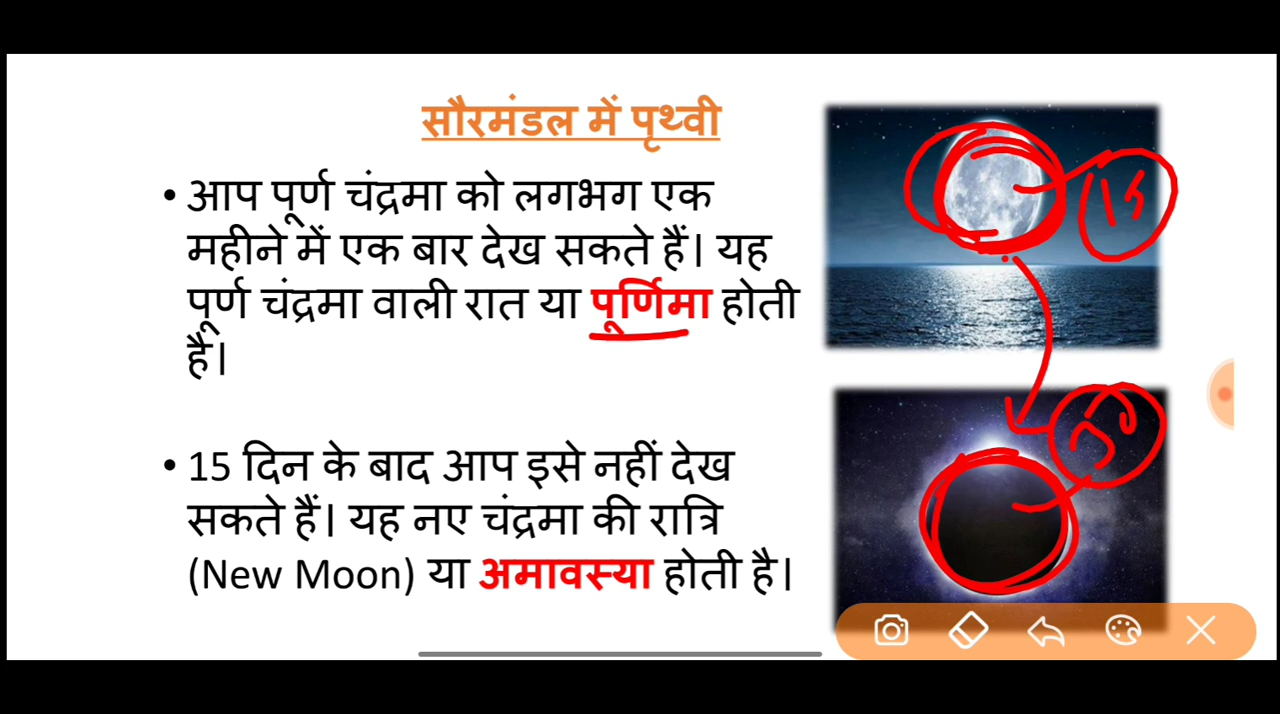 सौरमंडल में पृथ्वी
• आप पूर्ण चंद्रमा को लगभग एक
महीने में एक बार देख सकते हैं। यह
पूर्ण चंद्रमा वाली रात या पूर्णिमा होती
है।
15
• 15 दिन के बाद आप इसे नहीं देख
सकते हैं। यह नए चंद्रमा की रात्रि
(New Moon) या अमावस्या होती है।